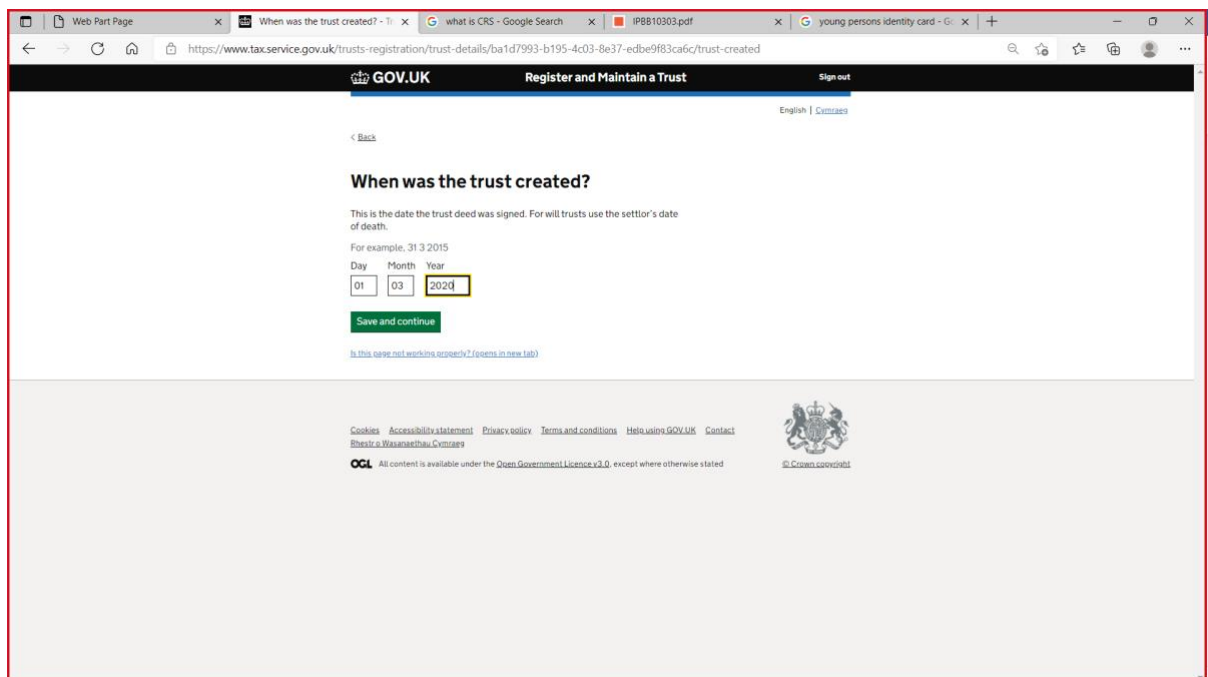 Web Part Page
When was the trust created? - Tr
what is CRS - Google Search
IPBB10303.pdf
young persons identity card - Go
https://www.tax.service.gov.uk/trusts-registration/trust-details/ba1d7993-b195-4c03-8e37-edbe9f83ca6c/trust-created
GOV.UK Register and Maintain a Trust Sign out
English | Cymraeg
< Back
When was the trust created?
This is the date the trust deed was signed. For will trusts use the settlor's date
of death.
For example, 31 3 2015
Day Month Year
01 03 2020
Save and continue
Is this page not working properly? (opens in new tab)
Cookies Accessibility statement Privacy policy Terms and conditions Help using GOV.UK Contact
Rhestr o Wasanaethau Cymraeg
OGL All content is available under the Open Government Licence v3.0, except where otherwise stated
© Crown copyright